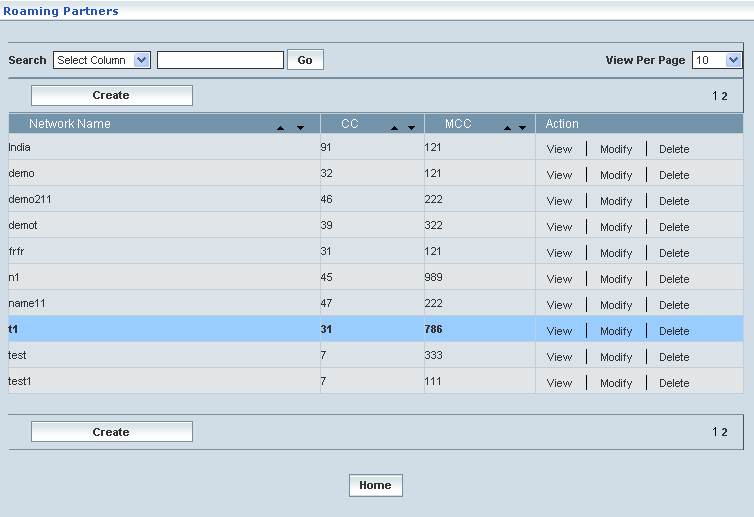 Roaming Partners
Search Select Column Go View Per Page 10
Create 1 2
Network Name CC MCC Action
India 91 121 View Modify Delete
demo 32 121 View Modify Delete
demo211 46 222 View Modify Delete
demot 39 322 View Modify Delete
frfr 31 121 View Modify Delete
n1 45 989 View Modify Delete
name11 47 222 View Modify Delete
t1 31 786 View Modify Delete
test 7 333 View Modify Delete
test1 7 111 View Modify Delete
Create 1 2
Home